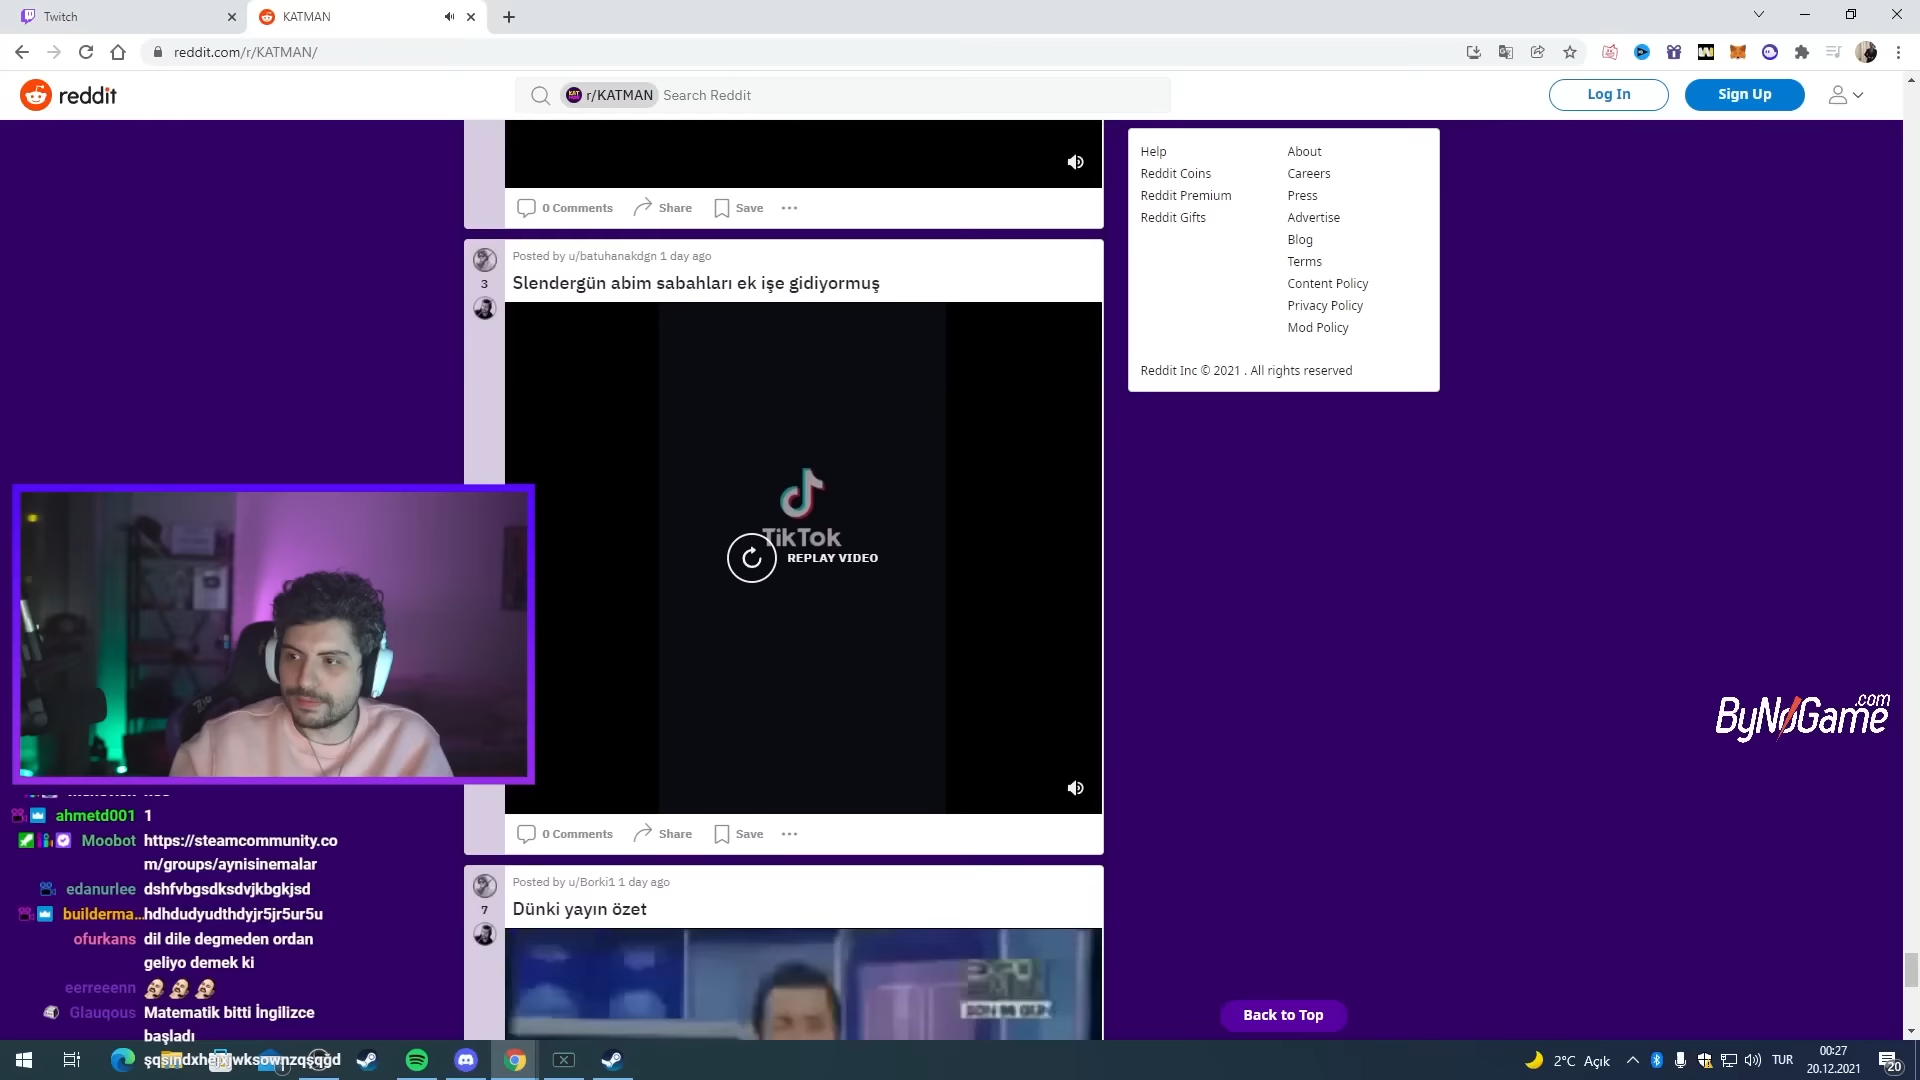 Twitch
KATMAN
reddit.com/r/KATMAN/
reddit
r/KATMAN
Search Reddit
Log In
Sign Up
0 Comments
Share
Save
Posted by u/batuhanakdgn 1 day ago
3
Slendergün abim sabahları ek işe gidiyormuş
TikTok
REPLAY VIDEO
0 Comments
Share
Save
Posted by u/Borki1 1 day ago
7
Dünki yayın özet
Help
Reddit Coins
Reddit Premium
Reddit Gifts
About
Careers
Press
Advertise
Blog
Terms
Content Policy
Privacy Policy
Mod Policy
Reddit Inc © 2021 . All rights reserved
ByNoGame
.com
Back to Top
ahmetd001 1
Moobot https://steamcommunity.co
m/groups/aynisinemalar
edanurlee dshfvbgsdksdvjkbgkjsd
builderma... hdhdudyudthdyjr5jr5ur5u
ofurkans dil dile degmeden ordan
geliyo demek ki
eerreeenn
Glauqous Matematik bitti İngilizce
başladı
2°C Açık
TUR
00:27
20.12.2021
20